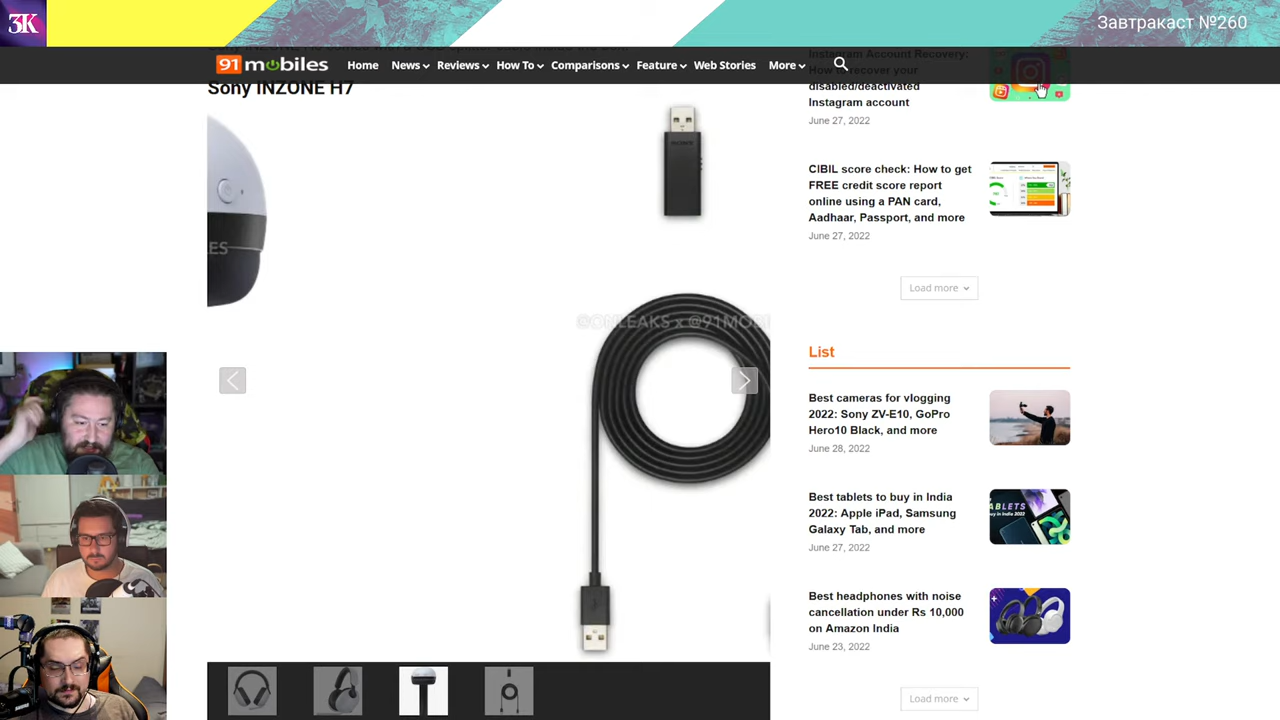 ЗК
Завтракаст №260
91mobiles
Home
News
Reviews
How To
Comparisons
Feature
Web Stories
More
Sony INZONE H7
Instagram Account Recovery:
How to recover your
disabled/deactivated
Instagram account
June 27, 2022
CIBIL score check: How to get
FREE credit score report
online using a PAN card,
Aadhaar, Passport, and more
June 27, 2022
Load more
SONY
@ONLEAKS x @91MOBI
List
Best cameras for vlogging
2022: Sony ZV-E10, GoPro
Hero10 Black, and more
June 28, 2022
Best tablets to buy in India
2022: Apple iPad, Samsung
Galaxy Tab, and more
June 27, 2022
Best headphones with noise
cancellation under Rs 10,000
on Amazon India
June 23, 2022
Load more